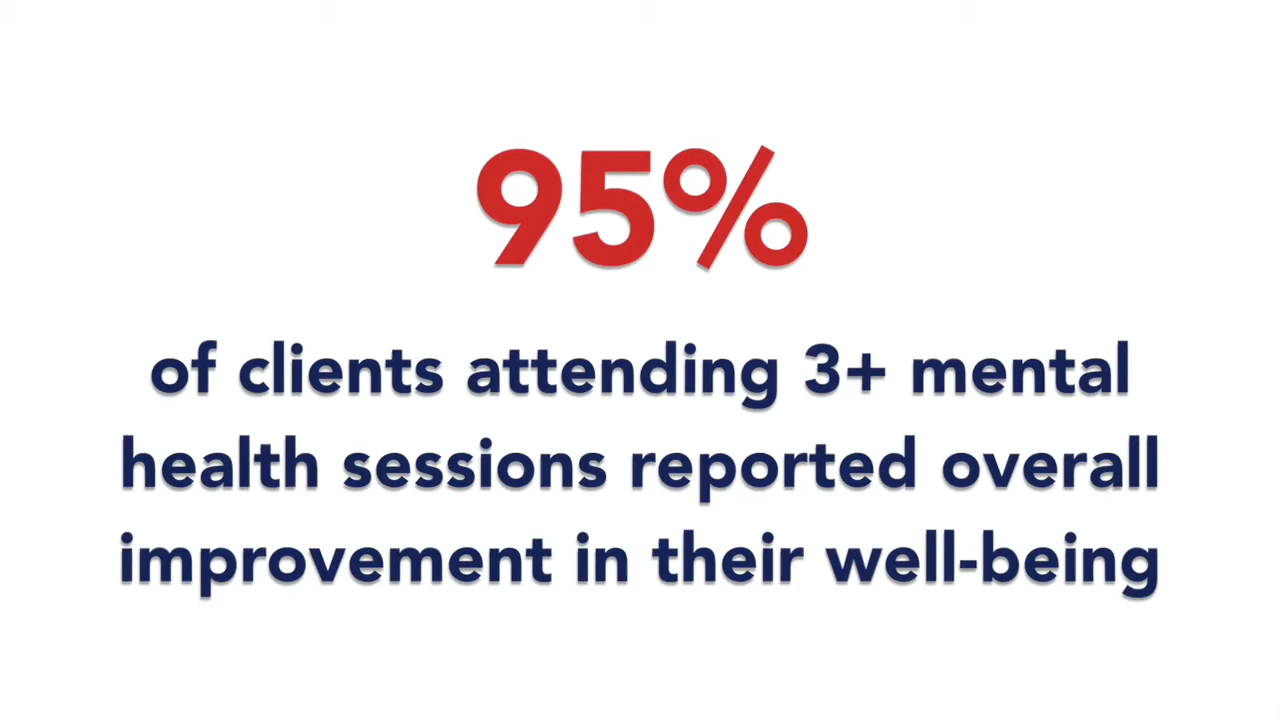 95%
of clients attending 3+ mental
health sessions reported overall
improvement in their well-being